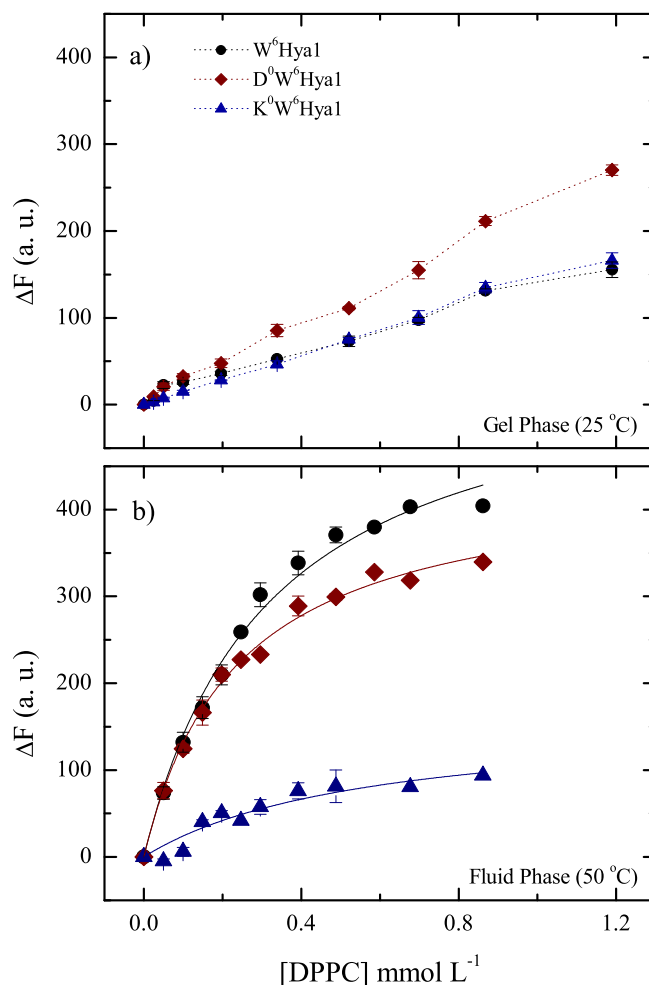 a)
W⁶Hya1
D⁰W⁶Hya1
K⁰W⁶Hya1
400
300
200
100
0
ΔF (a. u.)
Gel Phase (25 °C)
b)
400
300
200
100
0
ΔF (a. u.)
Fluid Phase (50 °C)
0.0 0.4 0.8 1.2
[DPPC] mmol L⁻¹